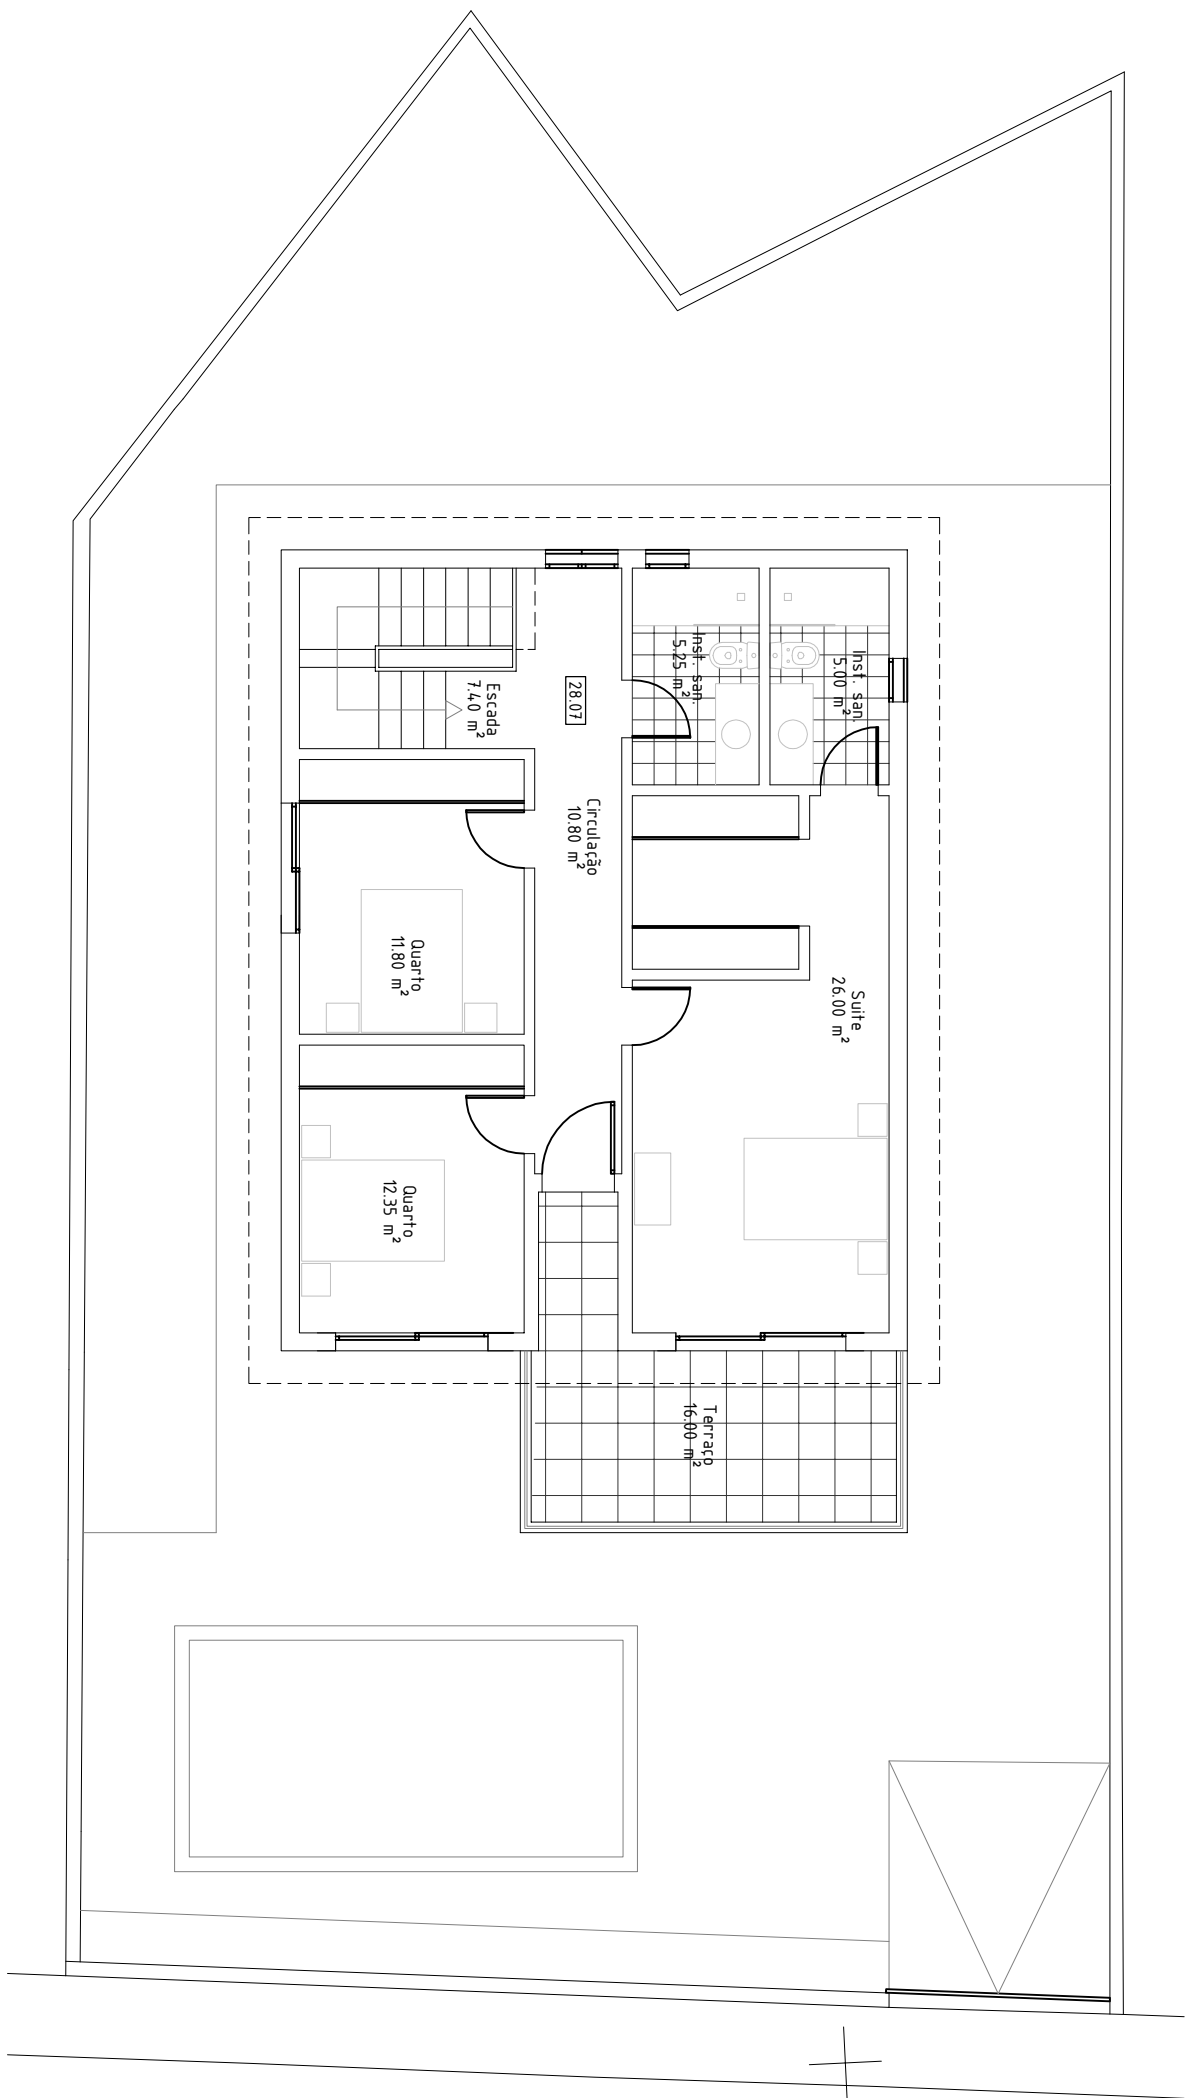 Inst. san.
5.25 m²
Inst. san.
5.00 m²
Escada
7.40 m²
28.07
Circulação
10.80 m²
Quarto
11.80 m²
Suite
26.00 m²
Quarto
12.35 m²
Terraço
16.00 m²